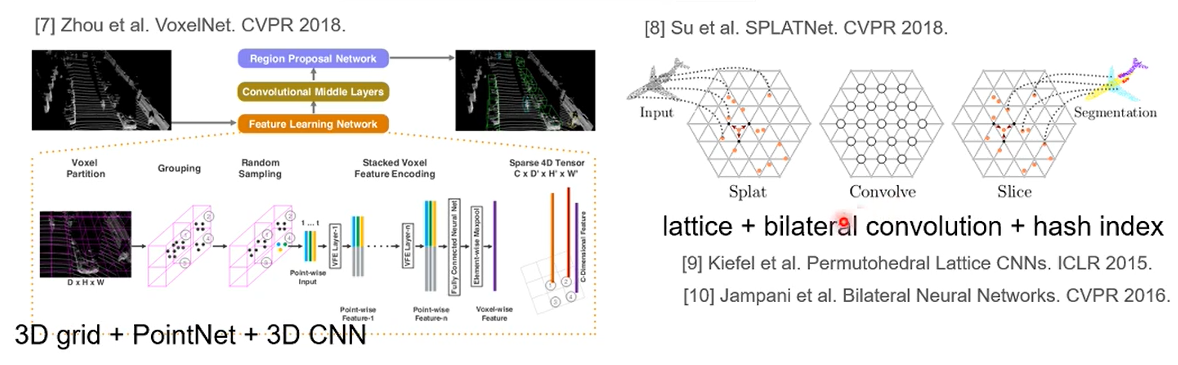 [7] Zhou et al. VoxelNet. CVPR 2018.
Region Proposal Network
Convolutional Middle Layers
Feature Learning Network
Voxel
Partition
Grouping
Random
Sampling
Stacked Voxel
Feature Encoding
Sparse 4D Tensor
C x D' x H' x W'
D x H x W
1 ... 1
Point-wise
Input
VFE Layer-1
Point-wise
Feature-1
VFE Layer-n
Point-wise
Feature-n
Fully Connected Neural Net
Element-wise Maxpool
Voxel-wise
Feature
C-Dimensional Feature
1
2
3
4
3D grid + PointNet + 3D CNN
[8] Su et al. SPLATNet. CVPR 2018.
Input
Segmentation
Splat
Convolve
Slice
lattice + bilateral convolution + hash index
[9] Kiefel et al. Permutohedral Lattice CNNs. ICLR 2015.
[10] Jampani et al. Bilateral Neural Networks. CVPR 2016.